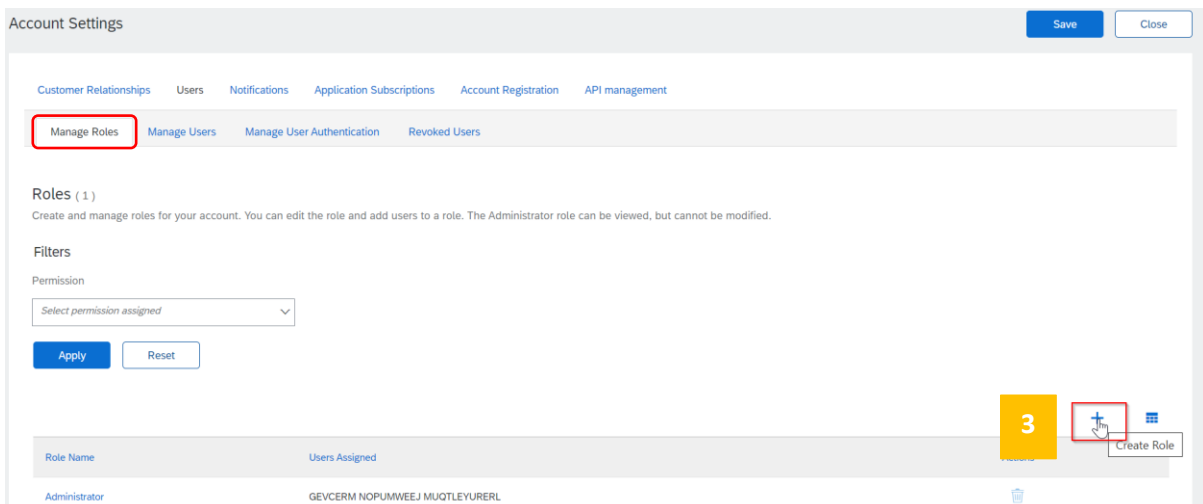 Account Settings
Save
Close
Customer Relationships
Users
Notifications
Application Subscriptions
Account Registration
API management
Manage Roles
Manage Users
Manage User Authentication
Revoked Users
Roles (1)
Create and manage roles for your account. You can edit the role and add users to a role. The Administrator role can be viewed, but cannot be modified.
Filters
Permission
Select permission assigned
Apply
Reset
3
Create Role
Role Name
Users Assigned
Administrator
GEVCERM NOPUMWEEJ MUQTLEYURERL